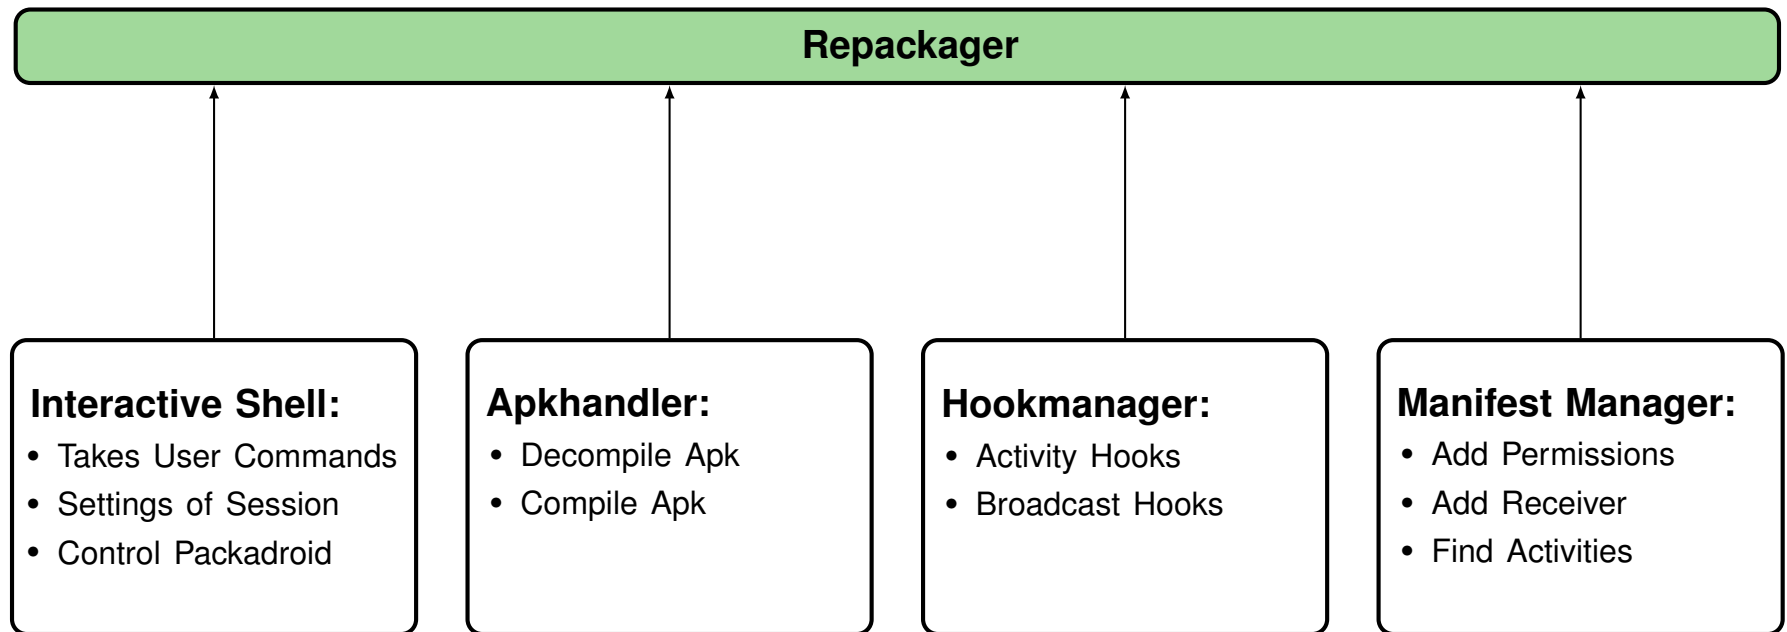 Repackager
Interactive Shell:
• Takes User Commands
• Settings of Session
• Control Packadroid
Apkhandler:
• Decompile Apk
• Compile Apk
Hookmanager:
• Activity Hooks
• Broadcast Hooks
Manifest Manager:
• Add Permissions
• Add Receiver
• Find Activities